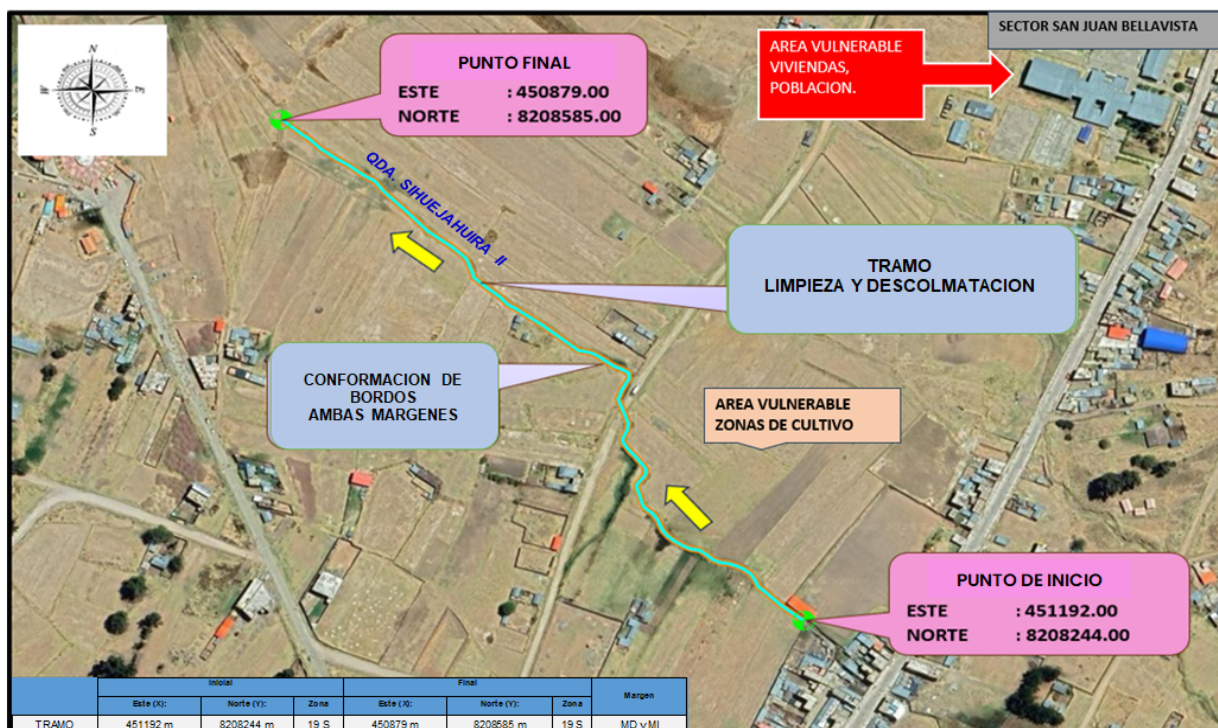 SECTOR SAN JUAN BELLAVISTA
N
W
E
S
PUNTO FINAL
ESTE : 450879.00
NORTE : 8208585.00
AREA VULNERABLE
VIVIENDAS,
POBLACION.
QDA. SIHUEJAHUIRA II
TRAMO
LIMPIEZA Y DESCOLMATACION
CONFORMACION DE
BORDOS
AMBAS MARGENES
AREA VULNERABLE
ZONAS DE CULTIVO
PUNTO DE INICIO
ESTE : 451192.00
NORTE : 8208244.00
Inicial Final Margen
Este (X): Norte (Y): Zona Este (X): Norte (Y): Zona
TRAMO 451192 m 8208244 m 19 S 450879 m 8208585 m 19 S MD y MI